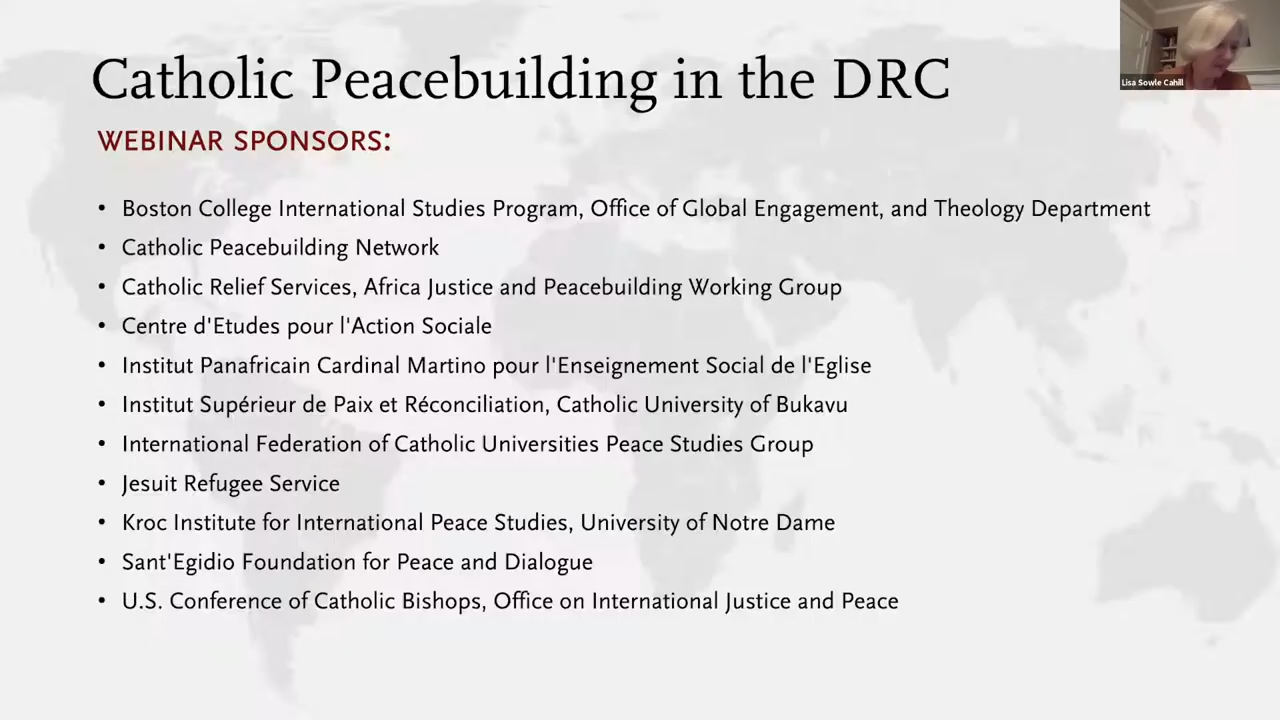 Catholic Peacebuilding in the DRC
Lisa Sowle Cahill
WEBINAR SPONSORS:
• Boston College International Studies Program, Office of Global Engagement, and Theology Department
• Catholic Peacebuilding Network
• Catholic Relief Services, Africa Justice and Peacebuilding Working Group
• Centre d'Etudes pour l'Action Sociale
• Institut Panafricain Cardinal Martino pour l'Enseignement Social de l'Eglise
• Institut Supérieur de Paix et Réconciliation, Catholic University of Bukavu
• International Federation of Catholic Universities Peace Studies Group
• Jesuit Refugee Service
• Kroc Institute for International Peace Studies, University of Notre Dame
• Sant'Egidio Foundation for Peace and Dialogue
• U.S. Conference of Catholic Bishops, Office on International Justice and Peace